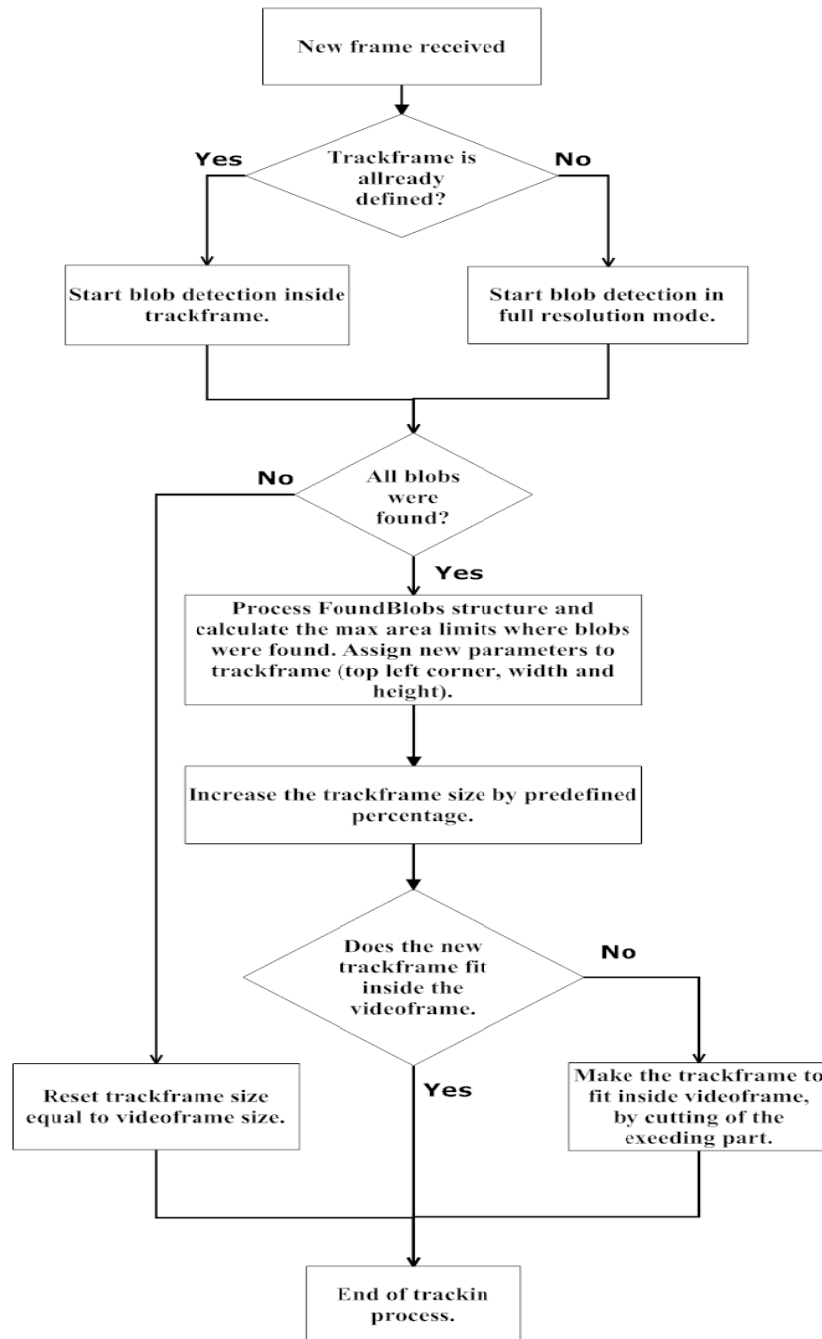 New frame received
Trackframe is
allready
defined?
Yes
No
Start blob detection inside
trackframe.
Start blob detection in
full resolution mode.
All blobs
were
found?
No
Yes
Process FoundBlobs structure and
calculate the max area limits where blobs
were found. Assign new parameters to
trackframe (top left corner, width and
height).
Increase the trackframe size by predefined
percentage.
Does the new
trackframe fit
inside the
videoframe.
No
Yes
Reset trackframe size
equal to videoframe size.
Make the trackframe to
fit inside videoframe,
by cutting of the
exeeding part.
End of trackin
process.